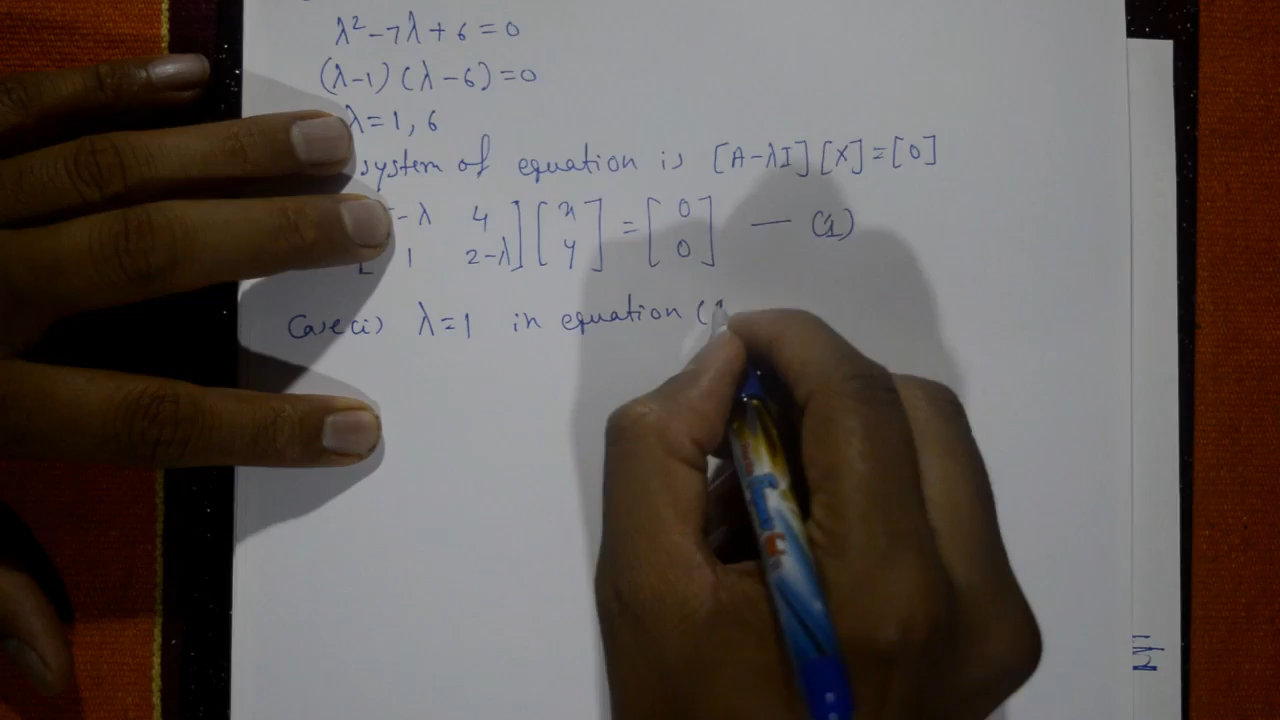 λ² - 7λ + 6 = 0
(λ-1) (λ-6) = 0
λ = 1, 6
system of equation is [A-λI] [X] = [0]
-λ 4 ] [ x ] = [ 0 ] — (1)
[ 1 2-λ ] [ y ] [ 0 ]
Case(i) λ = 1 in equation (1